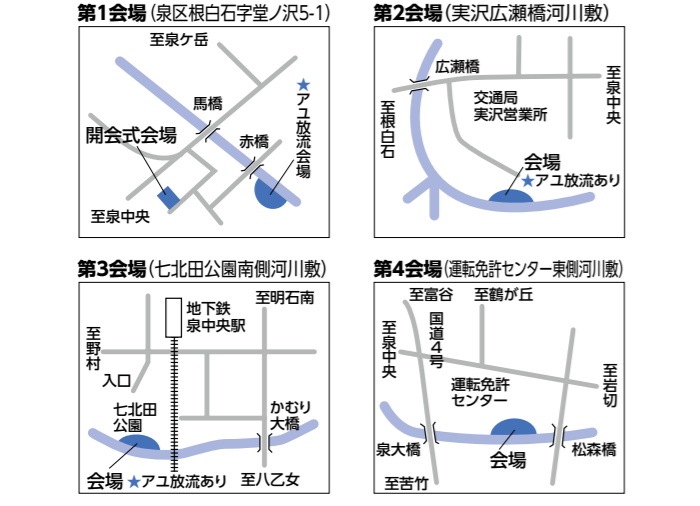 第1会場(泉区根白石字堂ノ沢5-1)
至泉ケ岳
馬橋
★アユ放流会場
赤橋
開会式会場
至泉中央
第2会場(実沢広瀬橋河川敷)
広瀬橋
至泉中央
至根白石
交通局
実沢営業所
会場
★アユ放流あり
第3会場(七北田公園南側河川敷)
地下鉄
泉中央駅
至明石南
至野村
入口
七北田
公園
かむり
大橋
会場 ★アユ放流あり
至八乙女
第4会場(運転免許センター東側河川敷)
至富谷
至鶴が丘
国道4号
至泉中央
至岩切
運転免許
センター
泉大橋
会場
松森橋
至苦竹